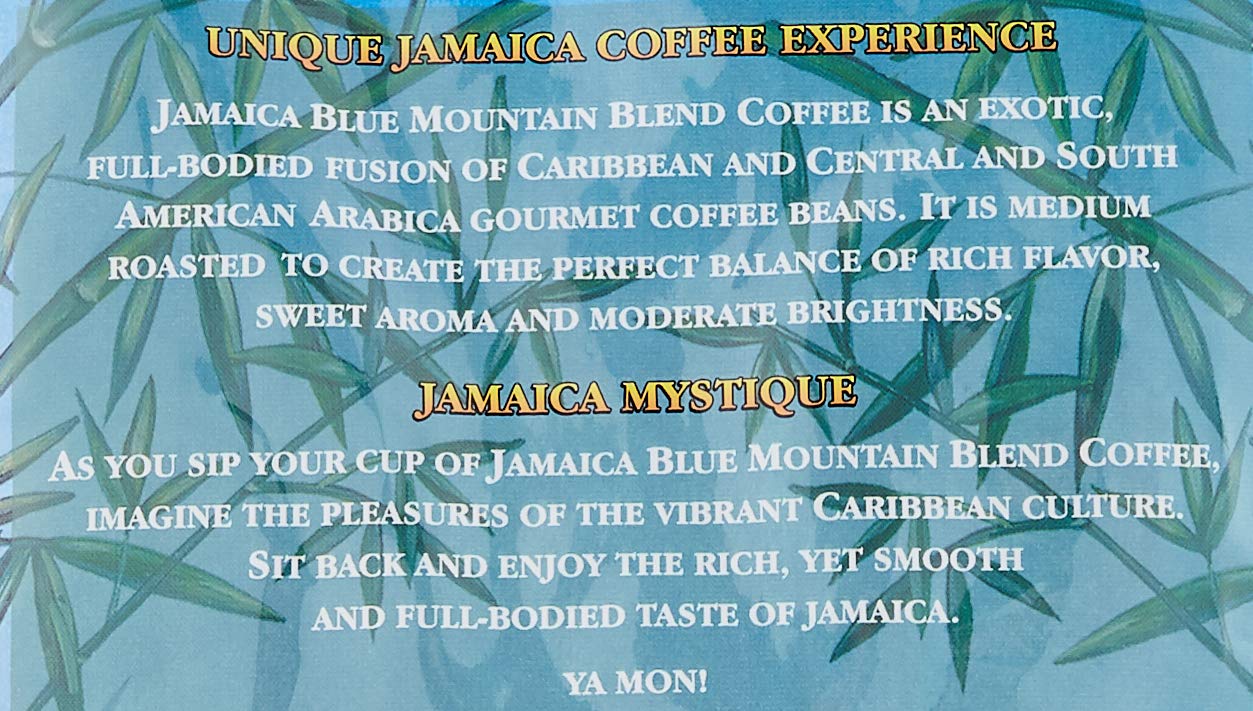 UNIQUE JAMAICA COFFEE EXPERIENCE
JAMAICA BLUE MOUNTAIN BLEND COFFEE IS AN EXOTIC,
FULL-BODIED FUSION OF CARIBBEAN AND CENTRAL AND SOUTH
AMERICAN ARABICA GOURMET COFFEE BEANS. IT IS MEDIUM
ROASTED TO CREATE THE PERFECT BALANCE OF RICH FLAVOR,
SWEET AROMA AND MODERATE BRIGHTNESS.
JAMAICA MYSTIQUE
AS YOU SIP YOUR CUP OF JAMAICA BLUE MOUNTAIN BLEND COFFEE,
IMAGINE THE PLEASURES OF THE VIBRANT CARIBBEAN CULTURE.
SIT BACK AND ENJOY THE RICH, YET SMOOTH
AND FULL-BODIED TASTE OF JAMAICA.
YA MON!